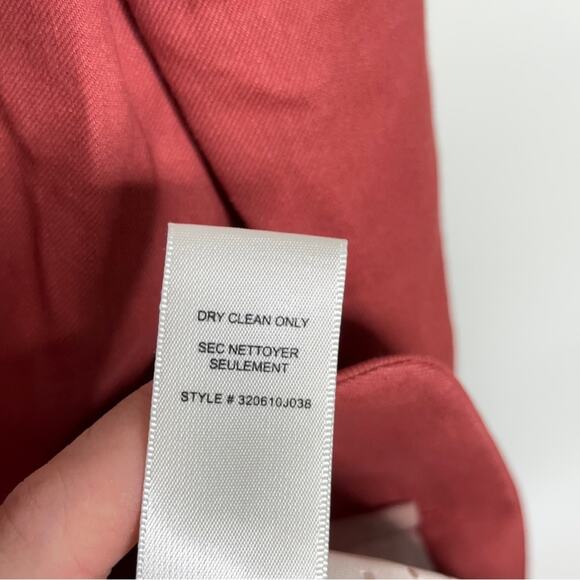 DRY CLEAN ONLY
SEC NETTOYER
SEULEMENT
STYLE # 320610J038